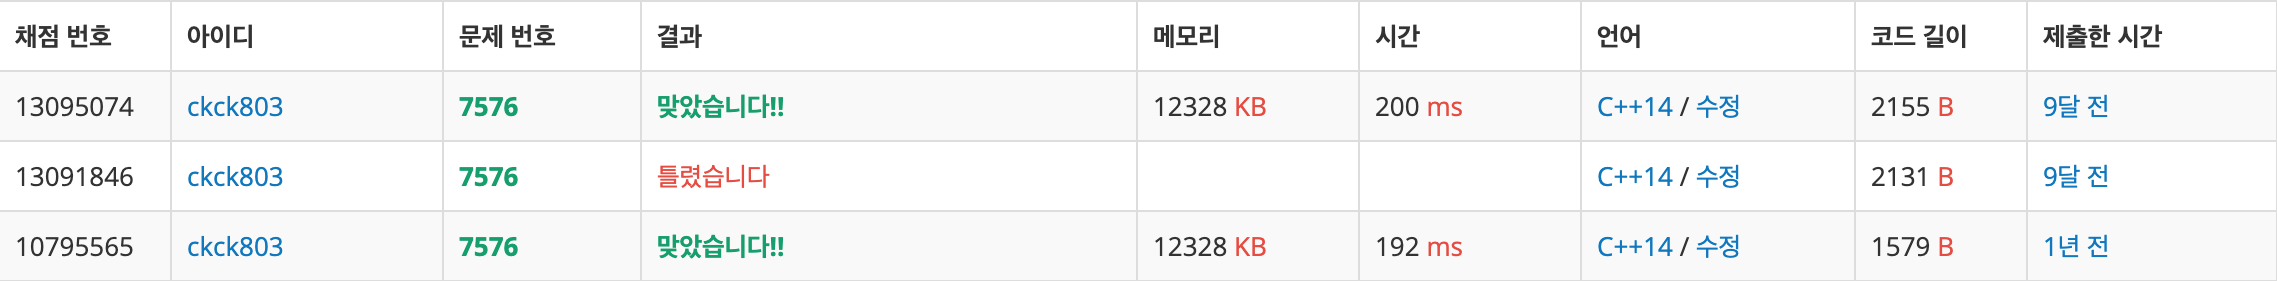 채점 번호 아이디 문제 번호 결과 메모리 시간 언어 코드 길이 제출한 시간
13095074 ckck803 7576 맞았습니다!! 12328 KB 200 ms C++14 / 수정 2155 B 9달 전
13091846 ckck803 7576 틀렸습니다 C++14 / 수정 2131 B 9달 전
10795565 ckck803 7576 맞았습니다!! 12328 KB 192 ms C++14 / 수정 1579 B 1년 전